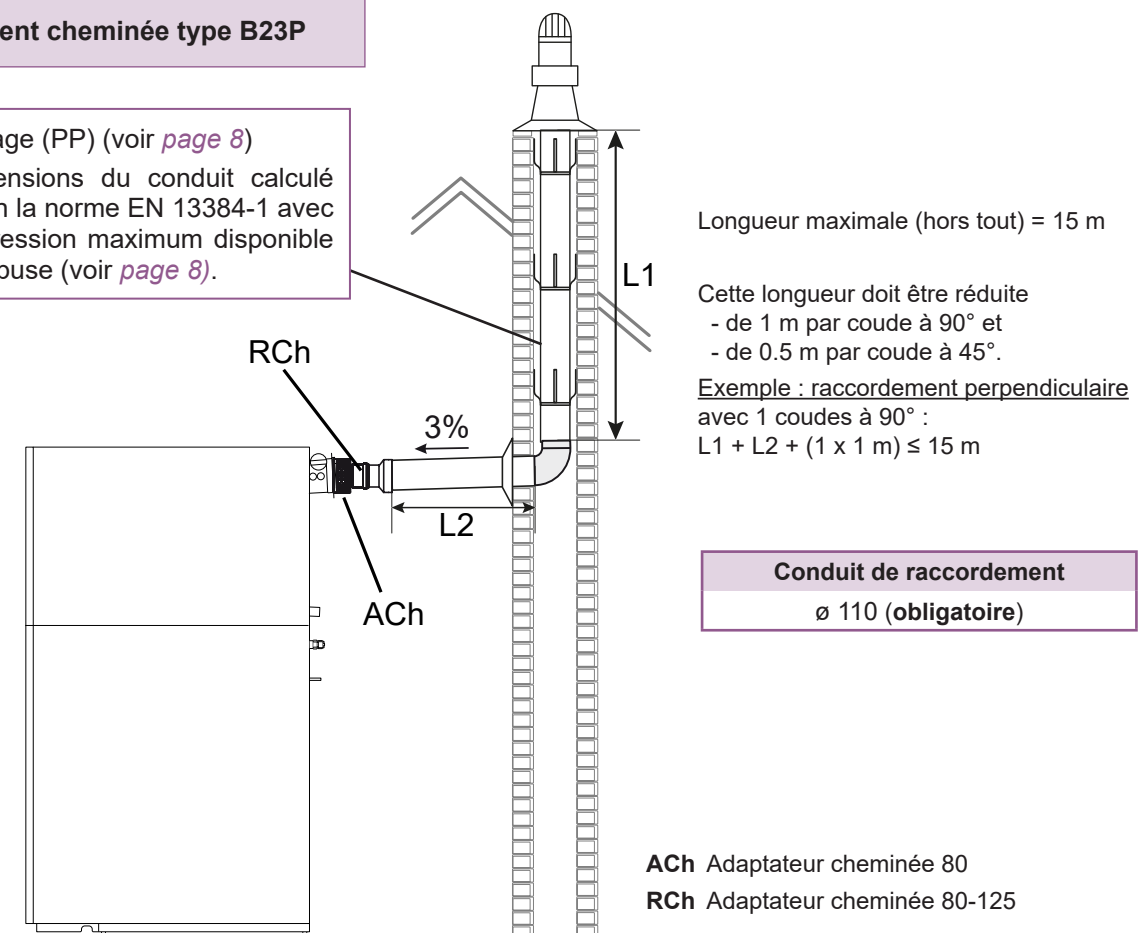 ent cheminée type B23P
age (PP) (voir page 8)
ensions du conduit calculé
n la norme EN 13384-1 avec
ression maximum disponible
buse (voir page 8).
L1
Longueur maximale (hors tout) = 15 m
Cette longueur doit être réduite
- de 1 m par coude à 90° et
- de 0.5 m par coude à 45°.
Exemple : raccordement perpendiculaire
avec 1 coudes à 90° :
L1 + L2 + (1 x 1 m) ≤ 15 m
RCh
3%
80
L2
ACh
Conduit de raccordement
ø 110 (obligatoire)
ACh Adaptateur cheminée 80
RCh Adaptateur cheminée 80-125